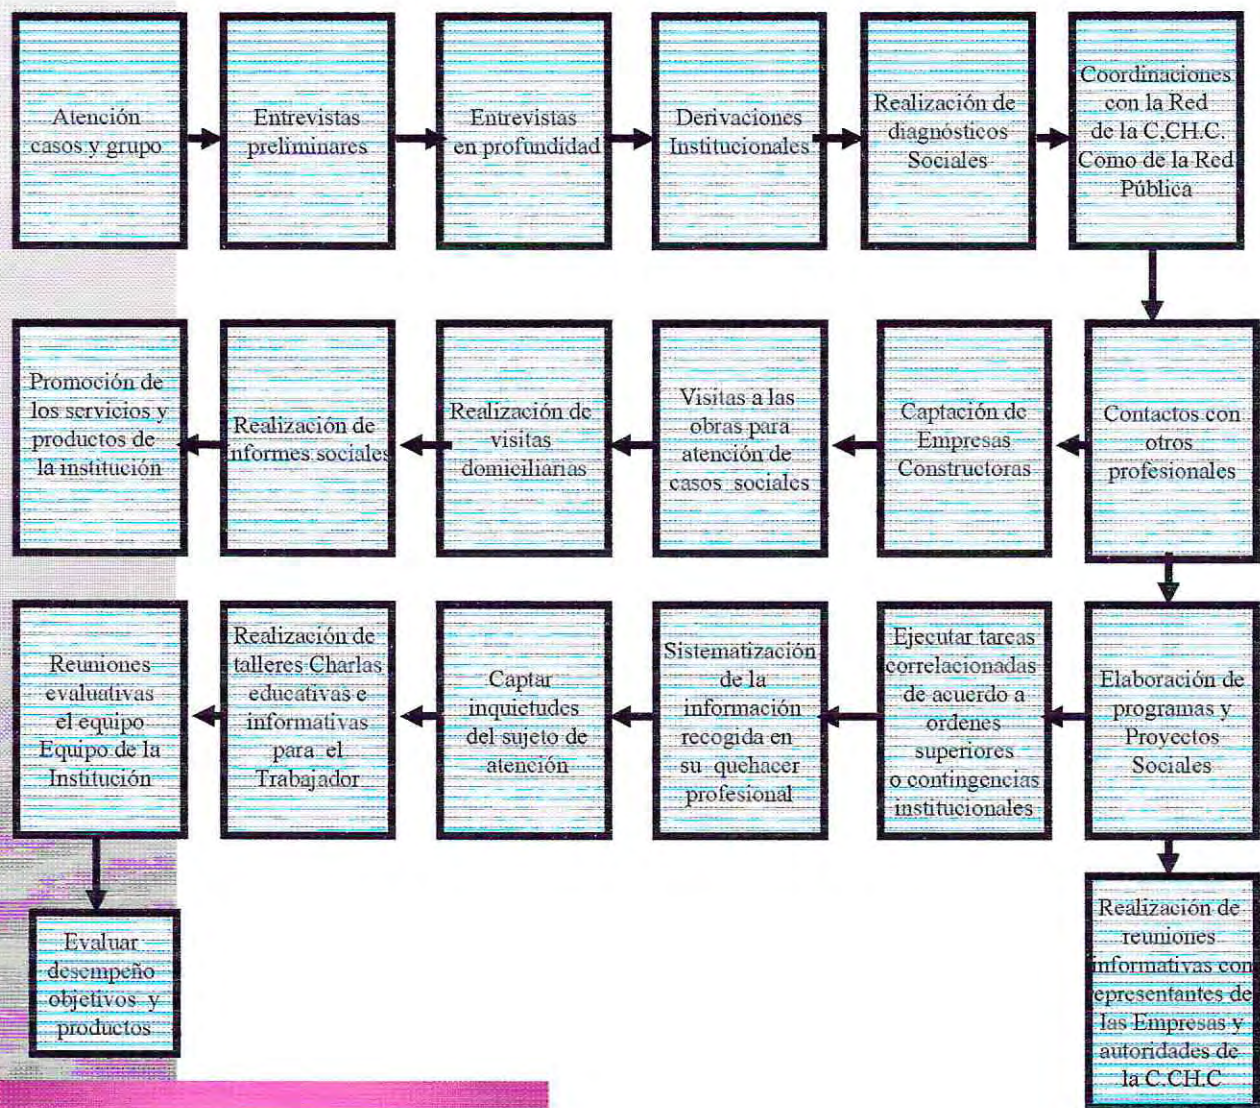 Atención
casos y grupo
Entrevistas
preliminares
Entrevistas
en profundidad
Derivaciones
Institucionales
Realización de
diagnósticos
Sociales
Coordinaciones
con la Red
de la C,CH.C.
Como de la Red
Pública
Contactos con
otros
profesionales
Captación de
Empresas
Constructoras
Visitas a las
obras para
atención de
casos sociales
Realización de
visitas
domiciliarias
Realización de
informes sociales
Promoción de
los servicios y
productos de
la institución
Elaboración de
programas y
Proyectos
Sociales
Ejecutar tareas
correlacionadas
de acuerdo a
ordenes
superiores
o contingencias
institucionales
Sistematización
de la
información
recogida en
su quehacer
profesional
Captar
inquietudes
del sujeto de
atención
Realización de
talleres Charlas
educativas e
informativas
para el
Trabajador
Reuniones
evaluativas
el equipo
Equipo de la
Institución
Evaluar
desempeño
objetivos y
productos
Realización de
reuniones
informativas con
representantes de
las Empresas y
autoridades de
la C.CH.C